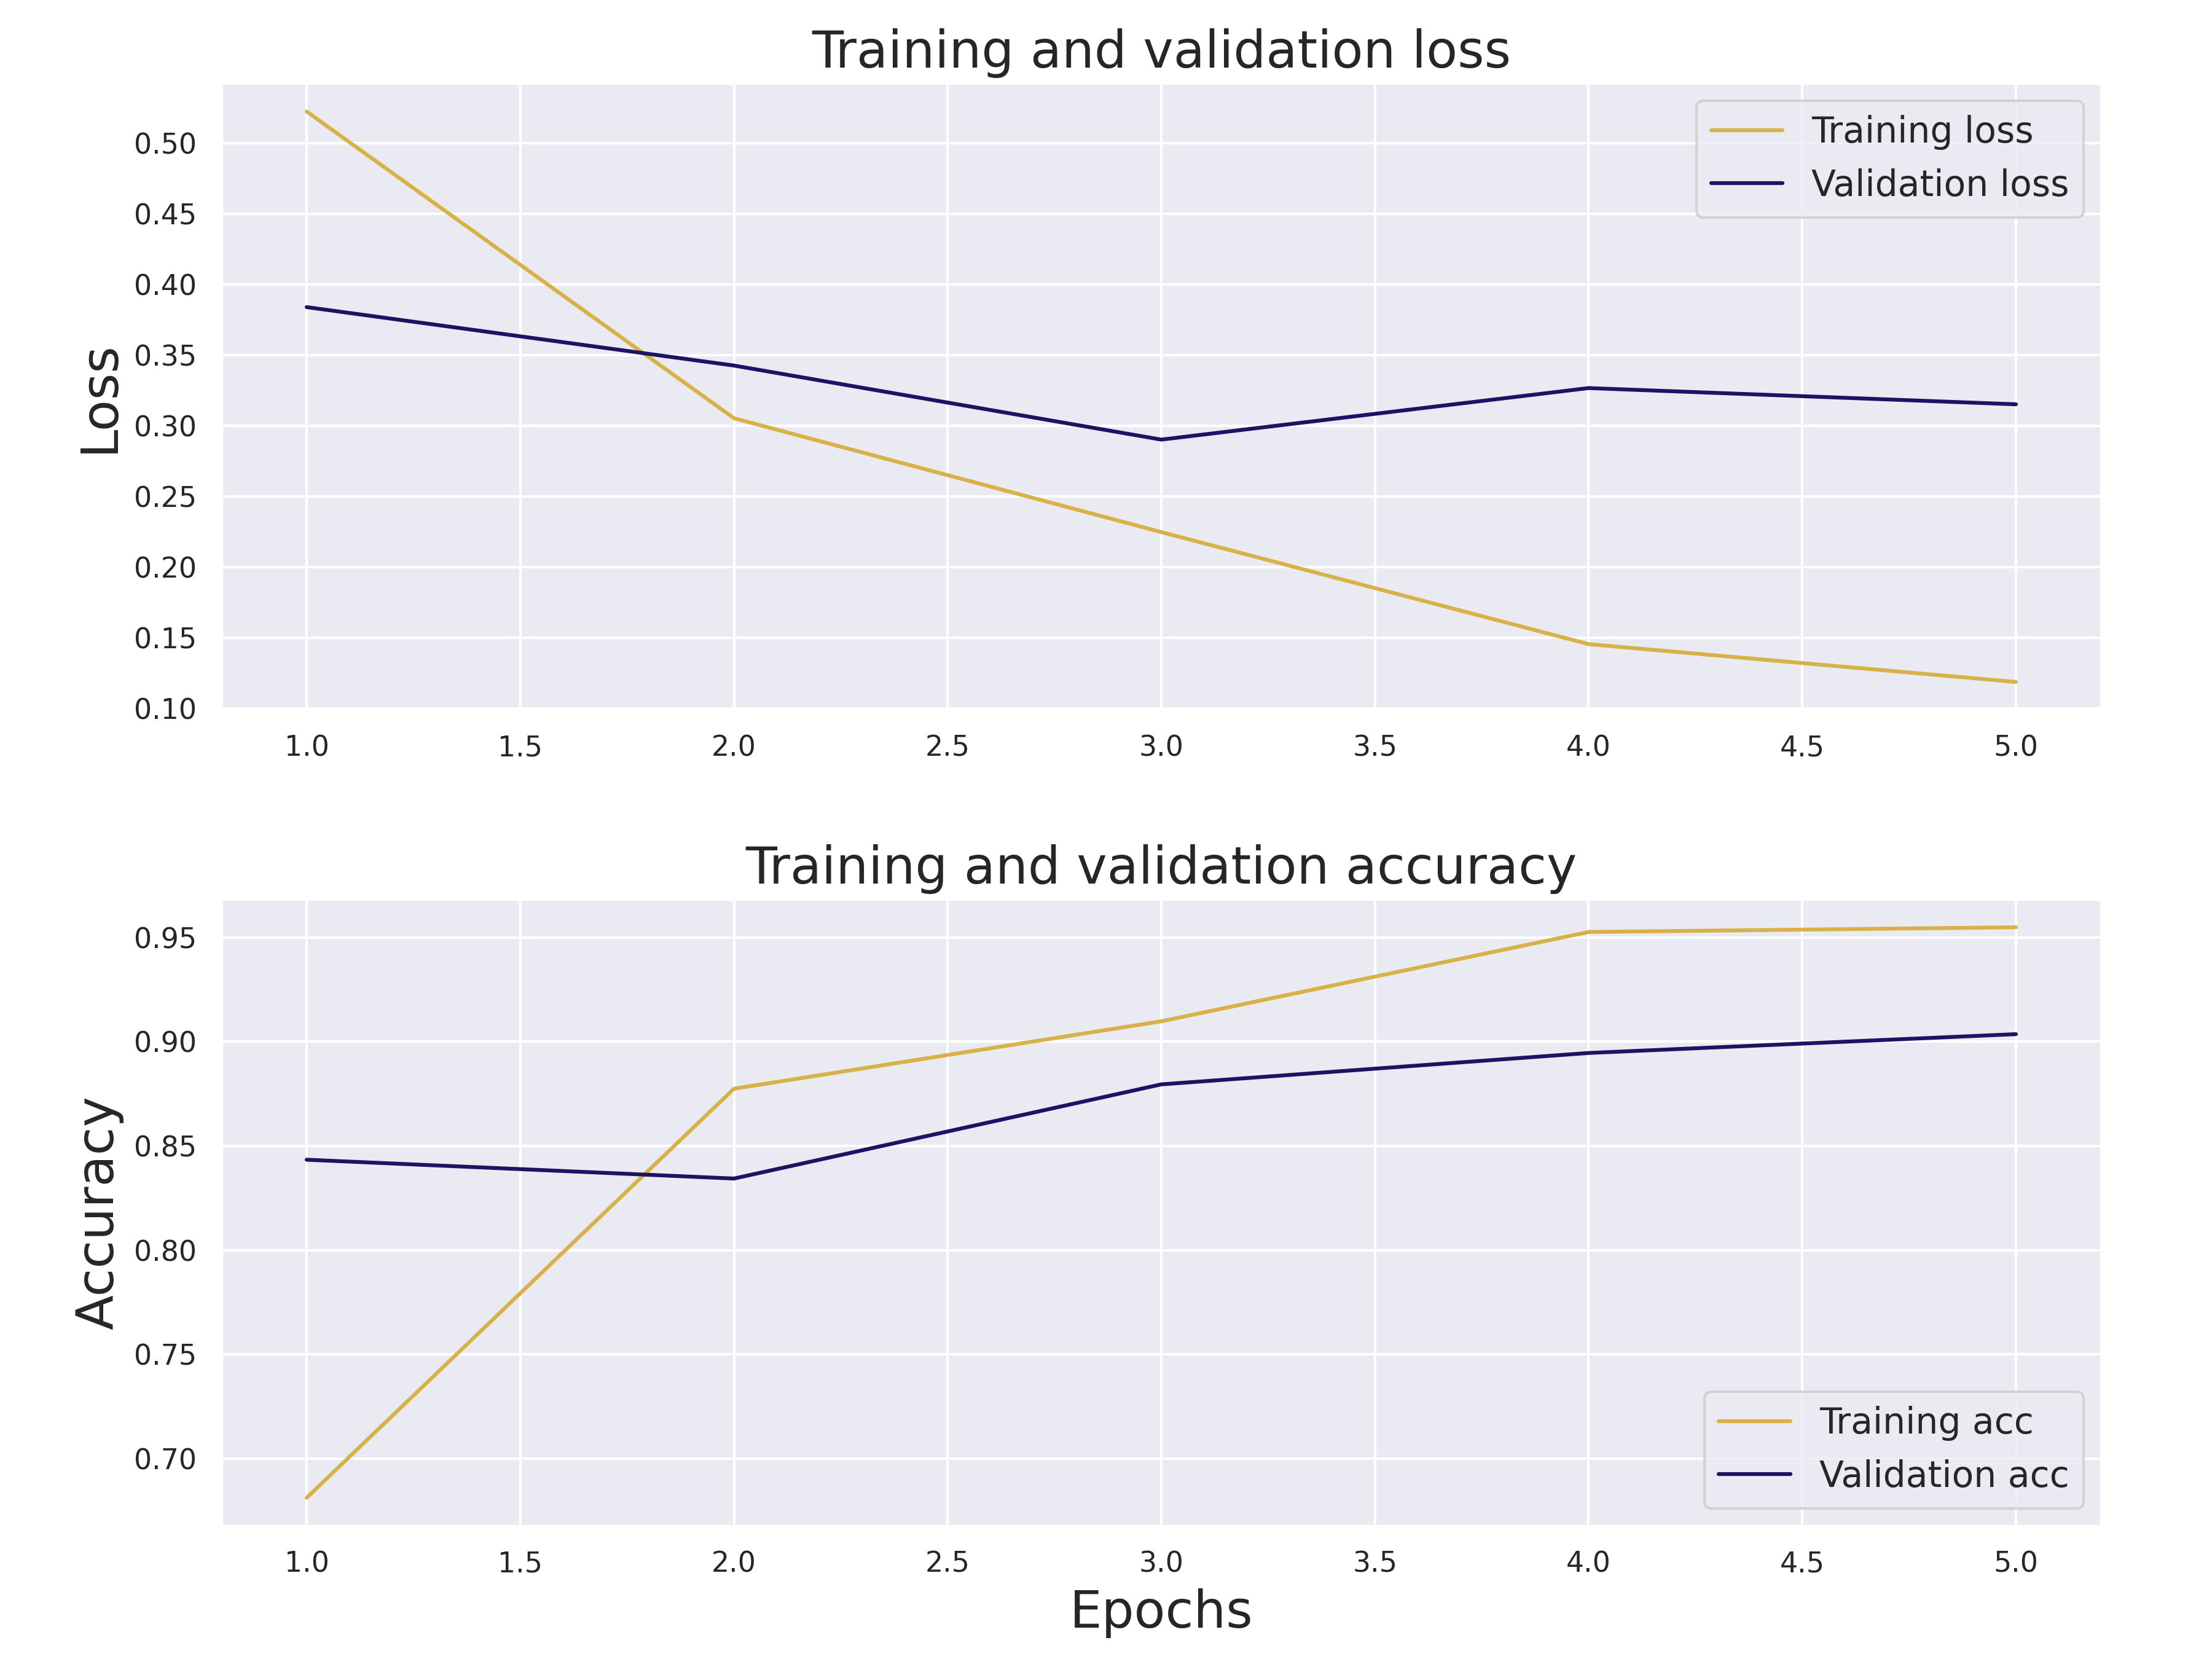 Training and validation loss
Training loss
Validation loss
Loss
0.50
0.45
0.40
0.35
0.30
0.25
0.20
0.15
0.10
1.0 1.5 2.0 2.5 3.0 3.5 4.0 4.5 5.0
Training and validation accuracy
Accuracy
0.95
0.90
0.85
0.80
0.75
0.70
Training acc
Validation acc
1.0 1.5 2.0 2.5 3.0 3.5 4.0 4.5 5.0
Epochs